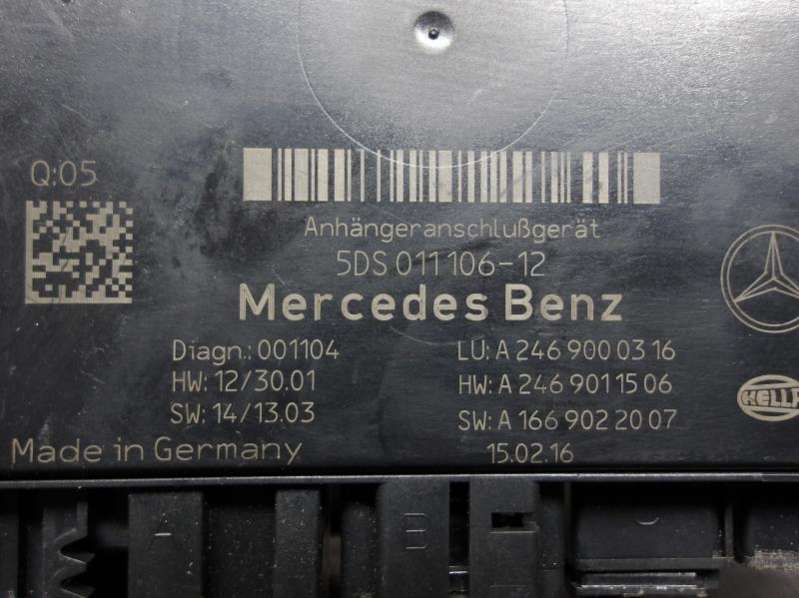 Q:05
Anhängeranschlußgerät
5DS 011 106-12
Mercedes Benz
Diagn.: 001104 LU: A 246 900 03 16
HW: 12/30.01 HW: A 246 901 15 06
SW: 14/13.03 SW: A 166 902 20 07
Made in Germany 15.02.16
HELLA
A B C